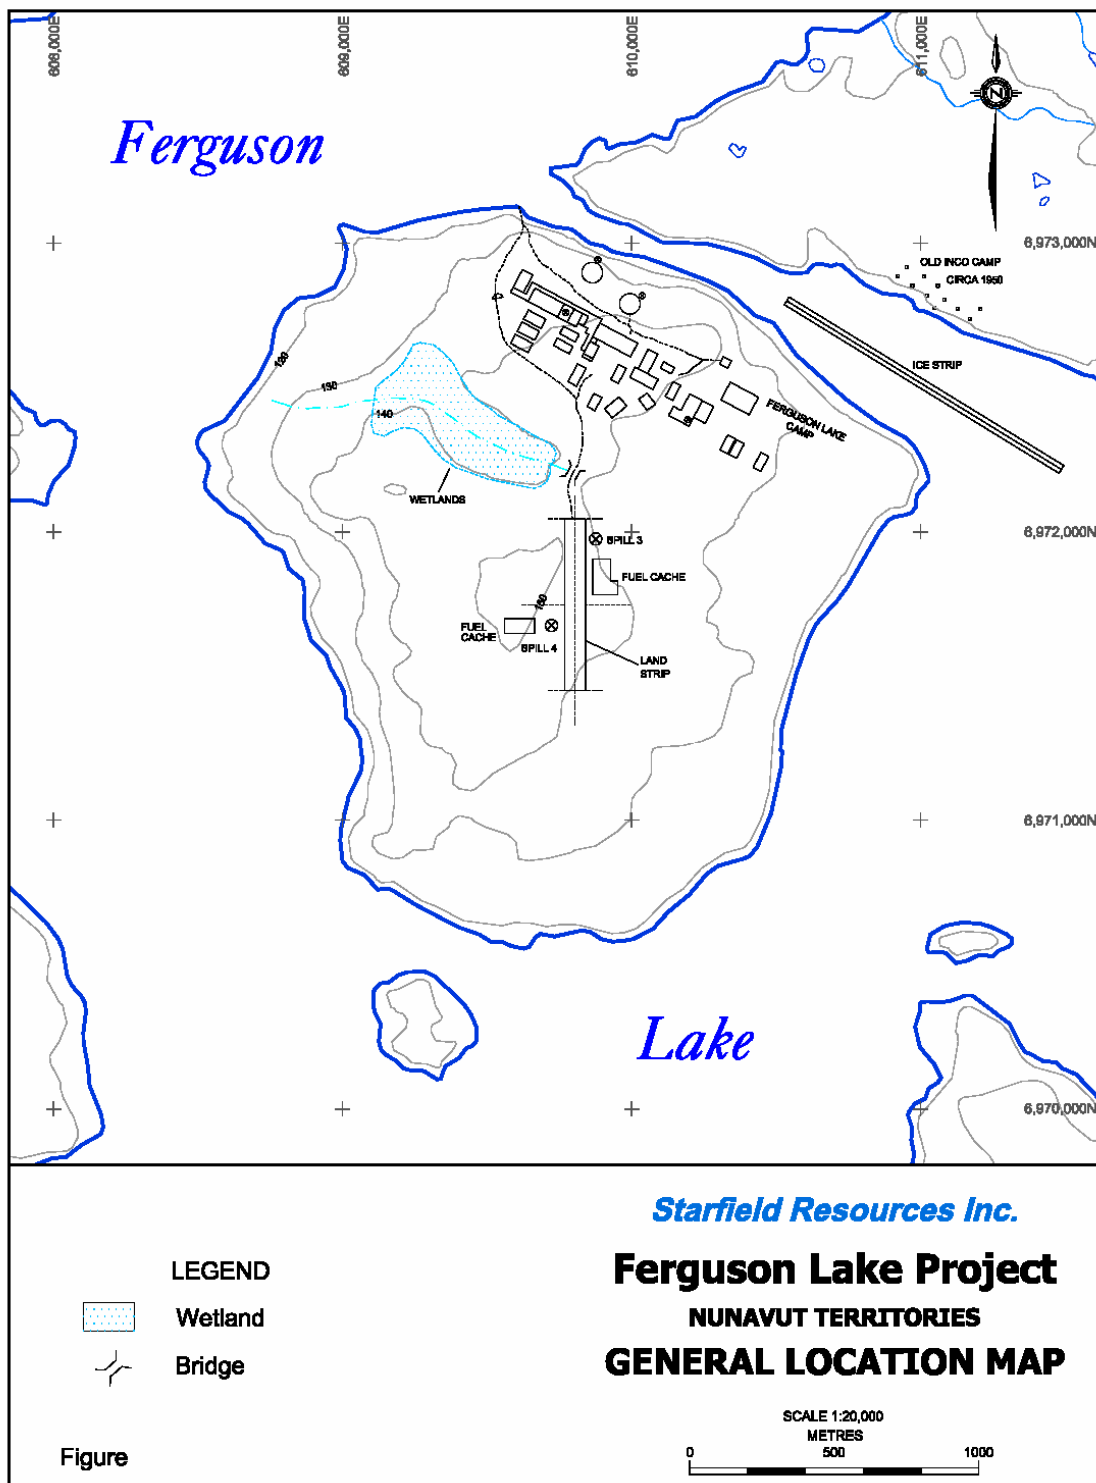 608,000E
609,000E
610,000E
611,000E
Ferguson
N
6,973,000N
OLD INCO CAMP
CIRCA 1950
ICE STRIP
120
130
140
FERGUSON LAKE
CAMP
WETLANDS
6,972,000N
SPILL 3
FUEL CACHE
150
FUEL
CACHE
SPILL 4
LAND
STRIP
6,971,000N
Lake
6,970,000N
Starfield Resources Inc.
Ferguson Lake Project
NUNAVUT TERRITORIES
GENERAL LOCATION MAP
LEGEND
Wetland
Bridge
Figure
SCALE 1:20,000
METRES
0 500 1000